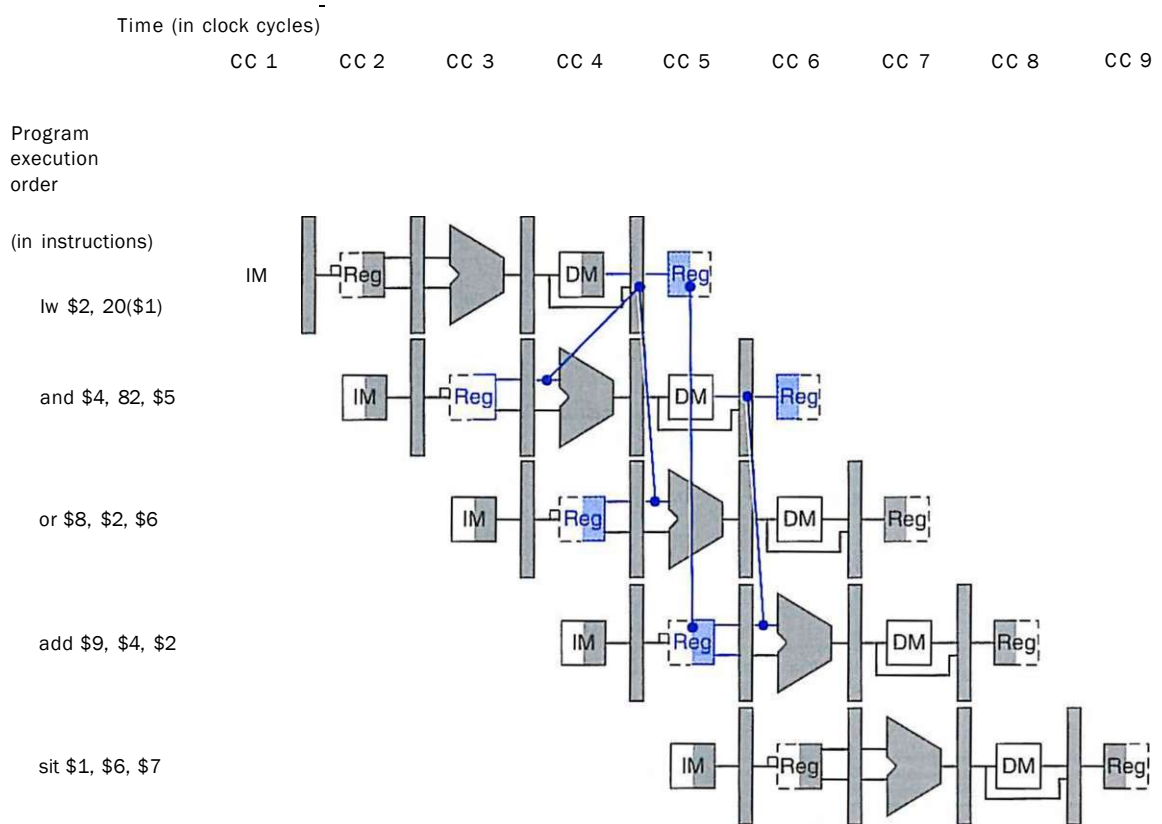 Time (in clock cycles)
CC 1 CC 2 CC 3 CC 4 CC 5 CC 6 CC 7 CC 8 CC 9
Program
execution
order
(in instructions)
IM Reg DM Reg
lw $2, 20($1)
and $4, 82, $5 IM Reg DM Reg
or $8, $2, $6 IM Reg DM Reg
add $9, $4, $2 IM Reg DM Reg
sit $1, $6, $7 IM Reg DM Reg